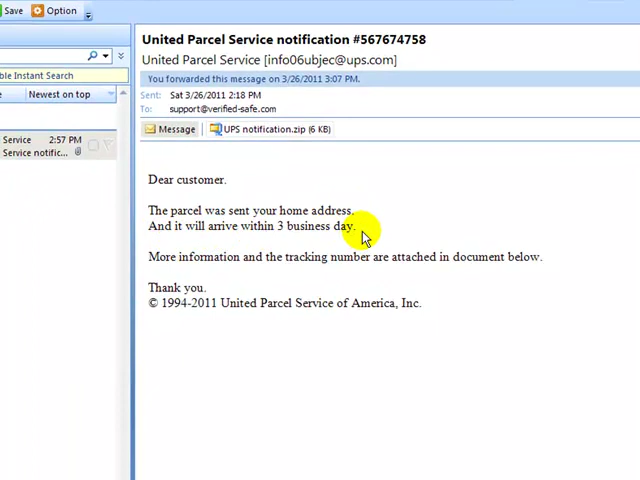 Save Option
United Parcel Service notification #567674758
United Parcel Service [info06ubjec@ups.com]
ble Instant Search
You forwarded this message on 3/26/2011 3:07 PM.
Newest on top
Sent: Sat 3/26/2011 2:18 PM
To: support@verified-safe.com
Message UPS notification.zip (6 KB)
Service 2:57 PM
Service notific...
Dear customer.
The parcel was sent your home address.
And it will arrive within 3 business day.
More information and the tracking number are attached in document below.
Thank you.
© 1994-2011 United Parcel Service of America, Inc.